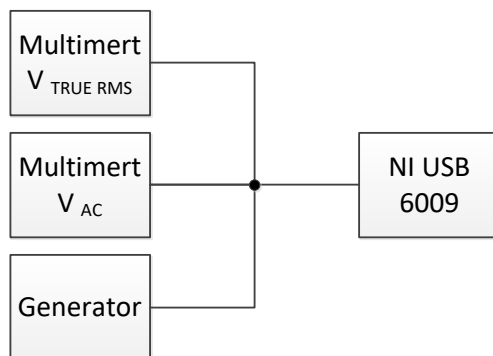 Multimert
V TRUE RMS
Multimert
V AC
Generator
NI USB
6009